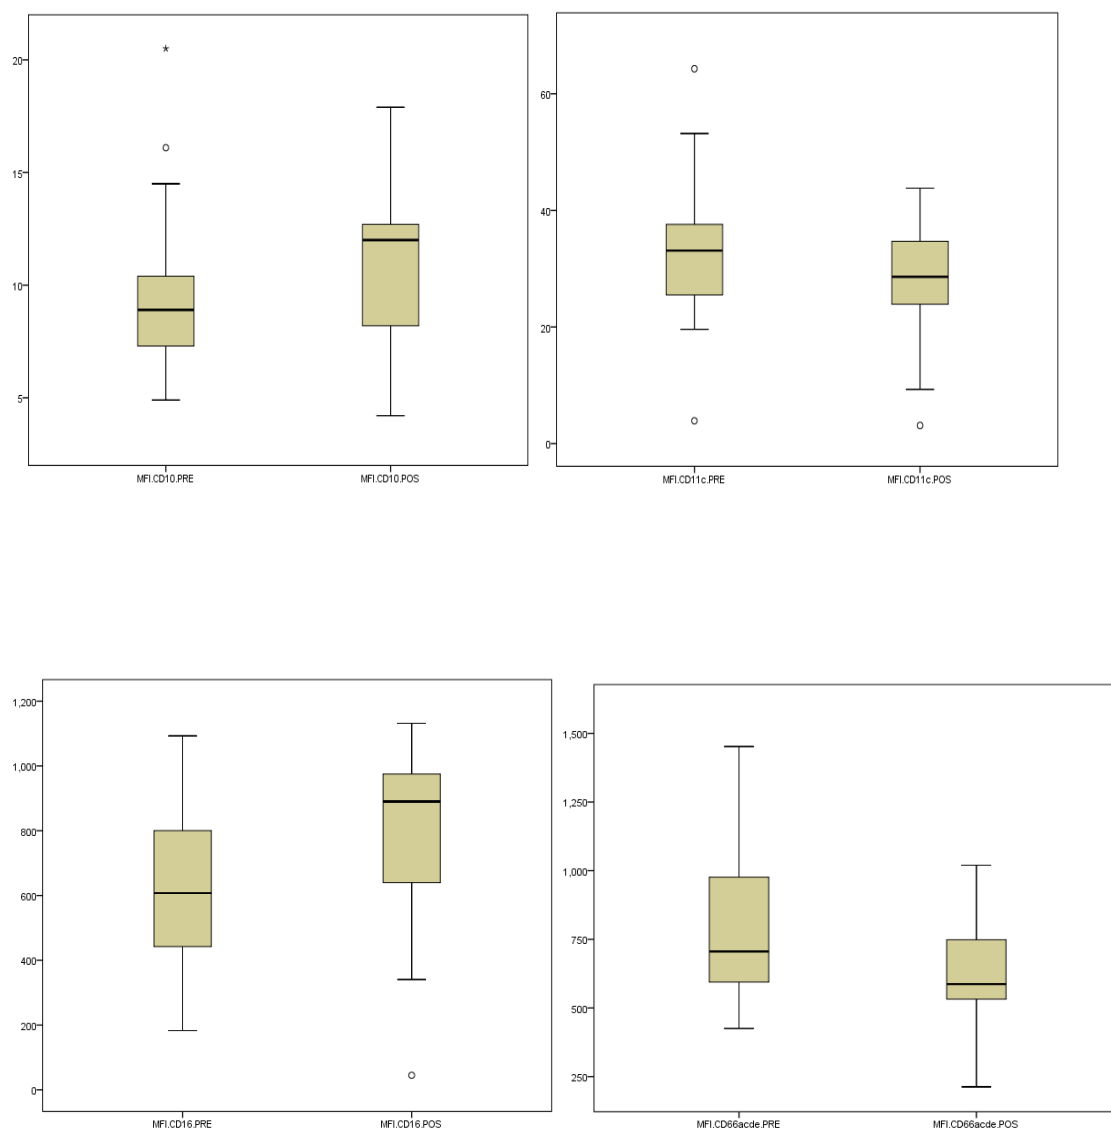 20
15
10
5
MFI.CD10.PRE
MFI.CD10.POS
60
40
20
0
MFI.CD11c.PRE
MFI.CD11c.POS
1,200
1,000
800
600
400
200
0
MFI.CD16.PRE
MFI.CD16.POS
1,500
1,250
1,000
750
500
250
MFI.CD66acde.PRE
MFI.CD66acde.POS